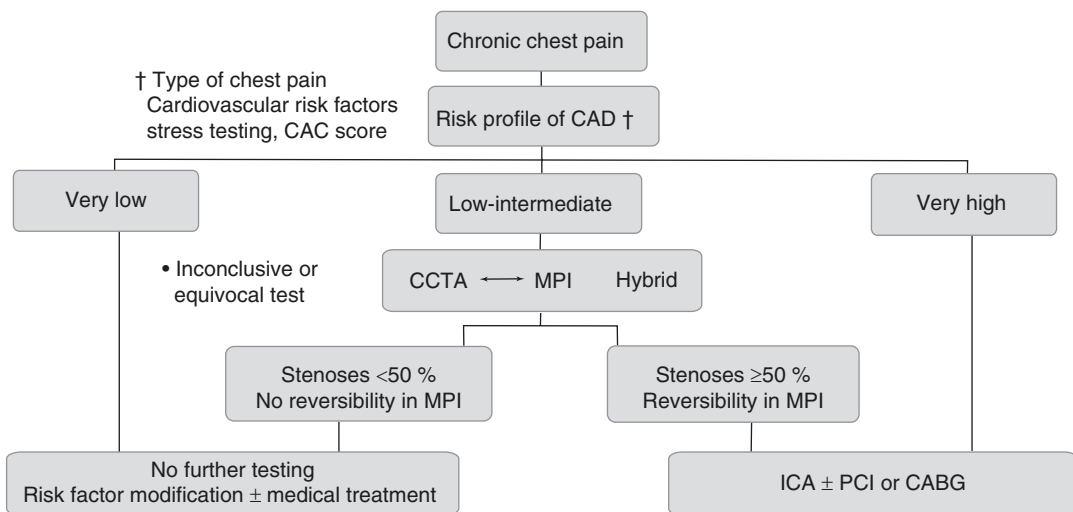 Chronic chest pain
† Type of chest pain
Cardiovascular risk factors
stress testing, CAC score
Risk profile of CAD †
Very low
Low-intermediate
Very high
• Inconclusive or
equivocal test
CCTA ↔ MPI Hybrid
Stenoses <50 %
No reversibility in MPI
Stenoses ≥50 %
Reversibility in MPI
No further testing
Risk factor modification ± medical treatment
ICA ± PCI or CABG